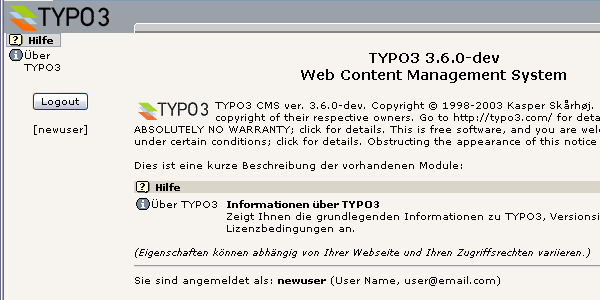 TYPO3
Hilfe
Über
TYPO3
Logout
[newuser]
TYPO3 3.6.0-dev
Web Content Management System
TYPO3
TYPO3 CMS ver. 3.6.0-dev. Copyright © 1998-2003 Kasper Skårhøj.
copyright of their respective owners. Go to http://typo3.com/ for deta
ABSOLUTELY NO WARRANTY; click for details. This is free software, and you are wel
under certain conditions; click for details. Obstructing the appearance of this notice
Dies ist eine kurze Beschreibung der vorhandenen Module:
Hilfe
Über TYPO3 Informationen über TYPO3
Zeigt Ihnen die grundlegenden Informationen zu TYPO3, Versionsi
Lizenzbedingungen an.
(Eigenschaften können abhängig von Ihrer Webseite und Ihren Zugriffsrechten variieren.)
Sie sind angemeldet als: newuser (User Name, user@email.com)